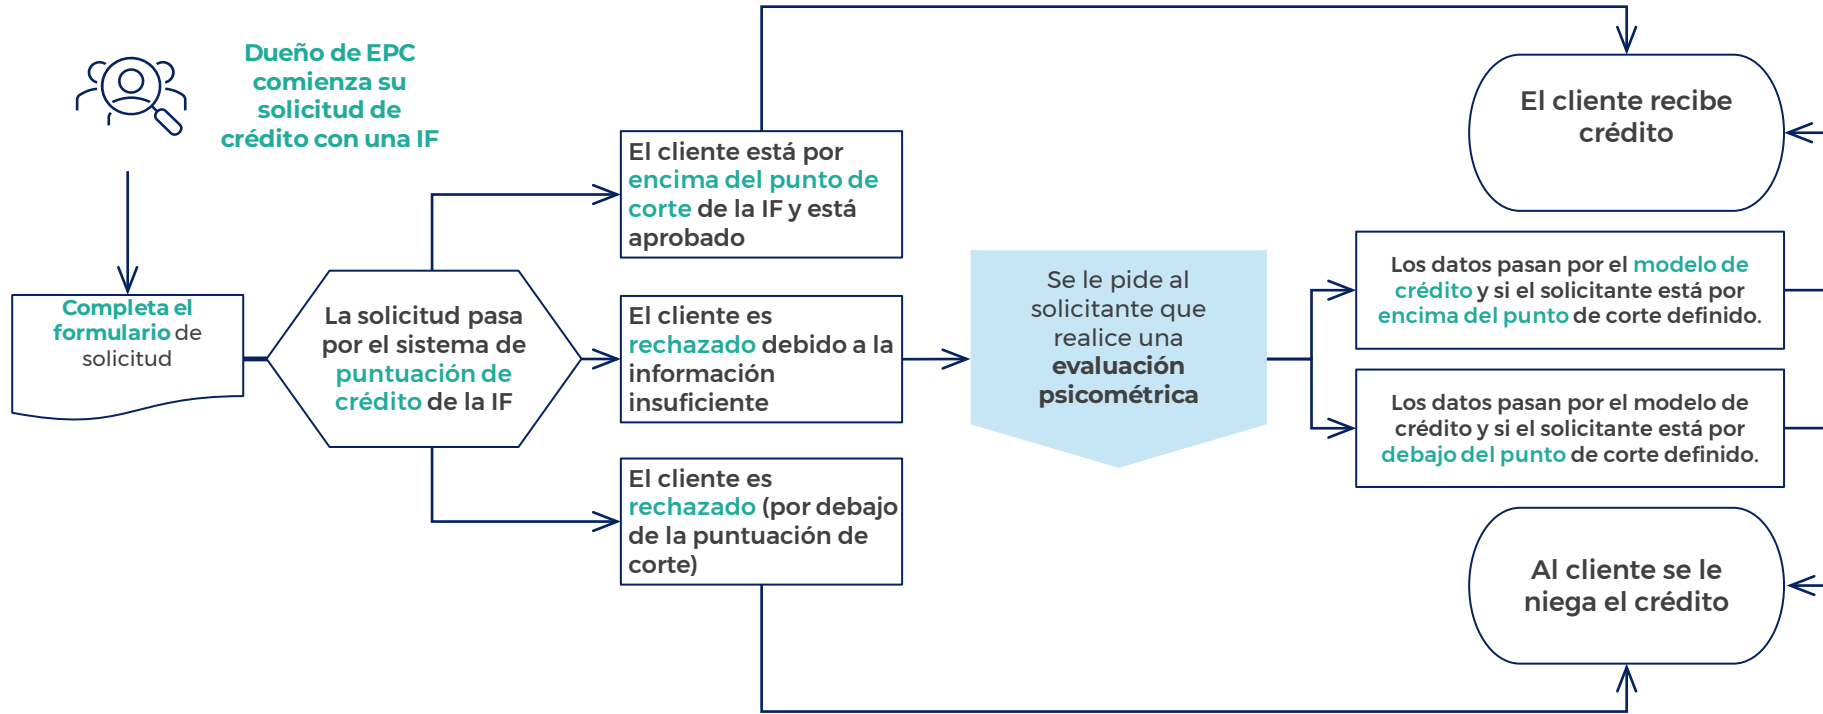 Dueño de EPC
comienza su
solicitud de
crédito con una IF
Completa el
formulario de
solicitud
La solicitud pasa
por el sistema de
puntuación de
crédito de la IF
El cliente está por
encima del punto de
corte de la IF y está
aprobado
El cliente es
rechazado debido a la
información
insuficiente
El cliente es
rechazado (por debajo
de la puntuación de
corte)
Se le pide al
solicitante que
realice una
evaluación
psicométrica
El cliente recibe
crédito
Los datos pasan por el modelo de
crédito y si el solicitante está por
encima del punto de corte definido.
Los datos pasan por el modelo de
crédito y si el solicitante está por
debajo del punto de corte definido.
Al cliente se le
niega el crédito